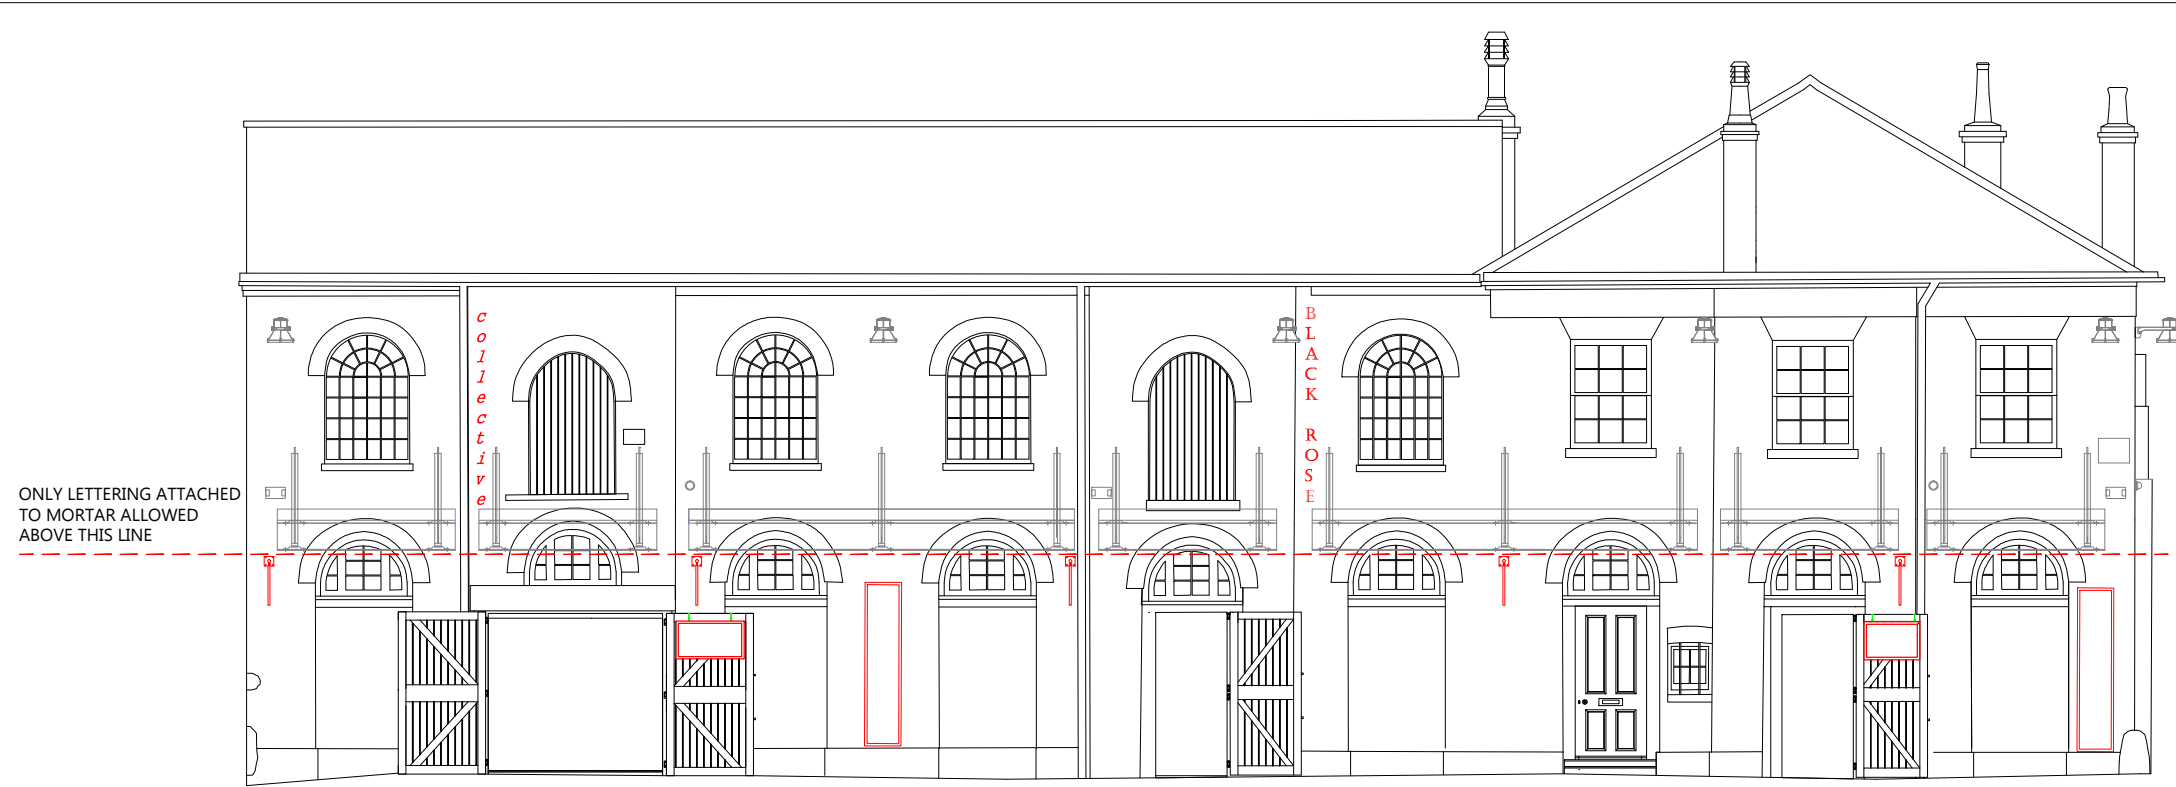 collective
BLACK ROSE
ONLY LETTERING ATTACHED
TO MORTAR ALLOWED
ABOVE THIS LINE